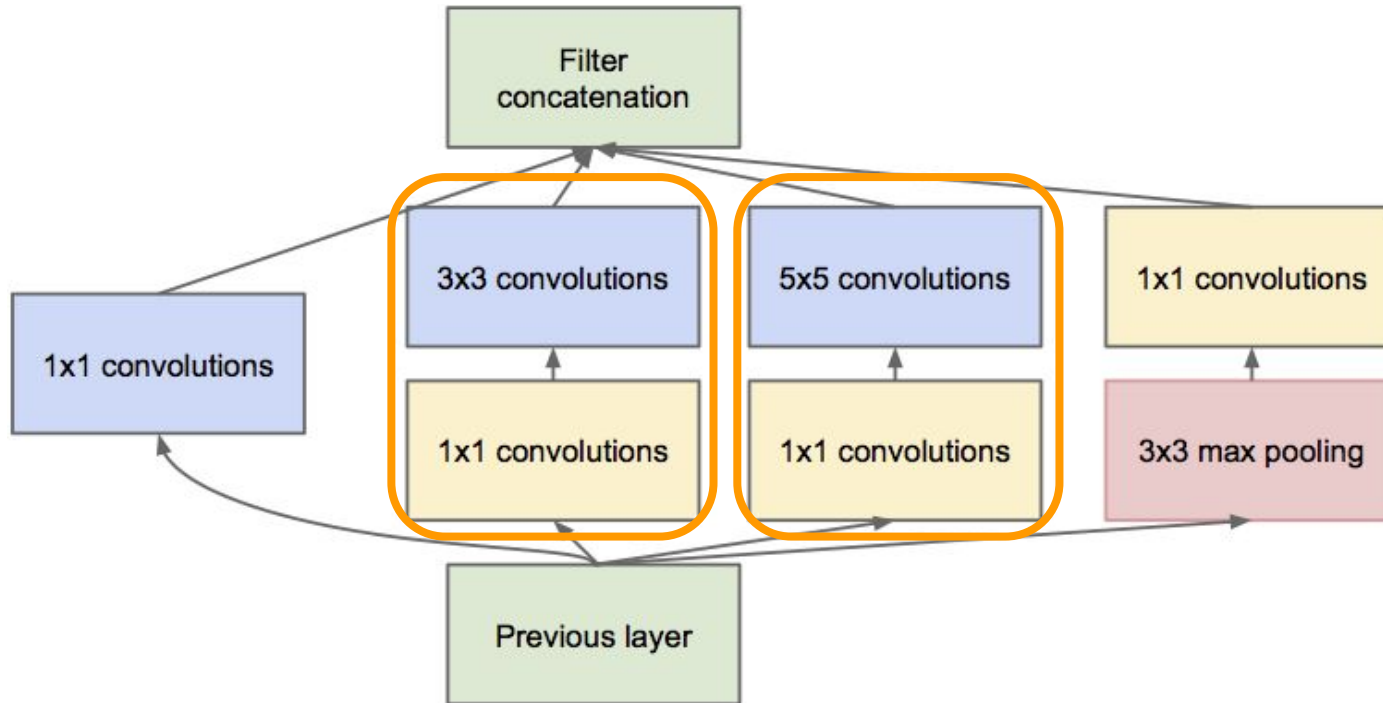 Filter
concatenation
3x3 convolutions
5x5 convolutions
1x1 convolutions
1x1 convolutions
1x1 convolutions
1x1 convolutions
3x3 max pooling
Previous layer